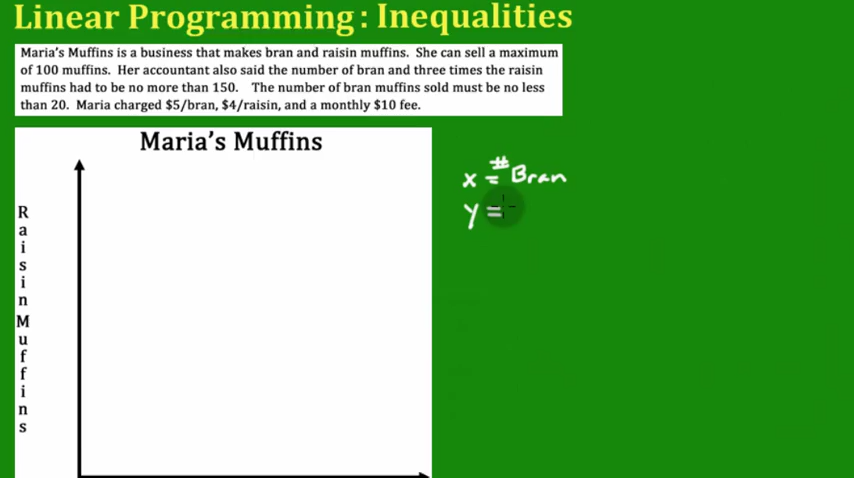 Linear Programming: Inequalities
Maria's Muffins is a business that makes bran and raisin muffins. She can sell a maximum
of 100 muffins. Her accountant also said the number of bran and three times the raisin
muffins had to be no more than 150. The number of bran muffins sold must be no less
than 20. Maria charged $5/bran, $4/raisin, and a monthly $10 fee.
Maria's Muffins
Raisin Muffins
x = # Bran
y =